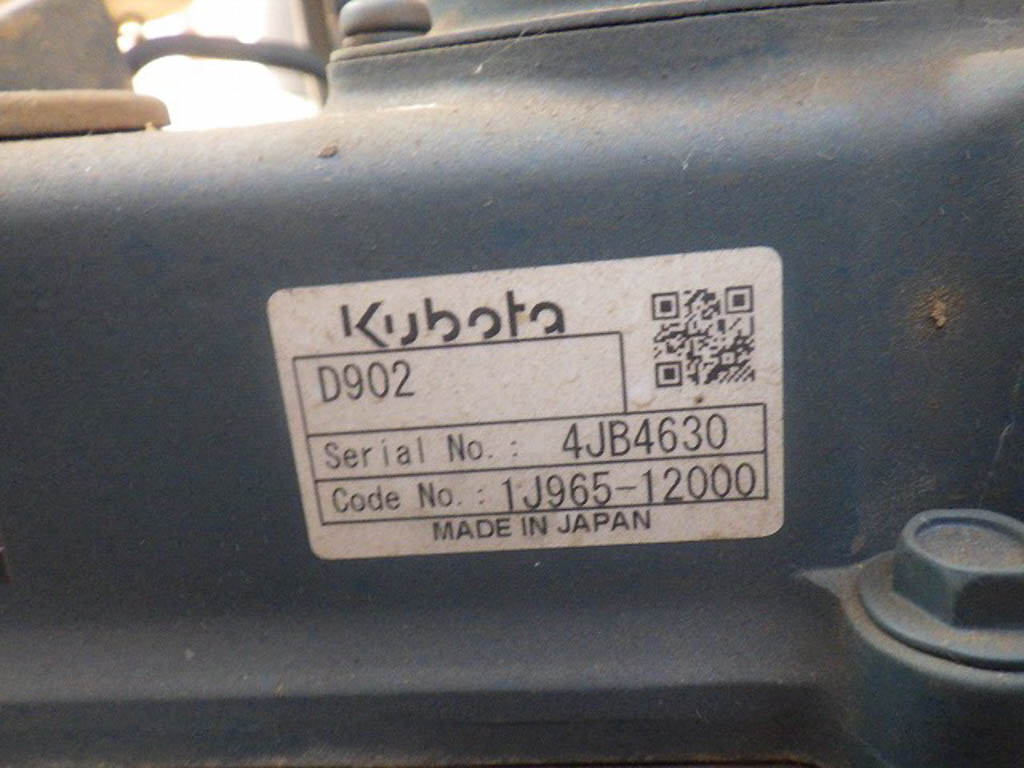 Kubota
D902
Serial No. : 4JB4630
Code No. : 1J965-12000
MADE IN JAPAN